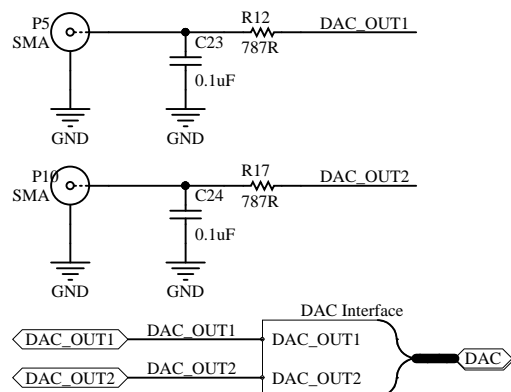 P5
SMA
R12
DAC_OUT1
787R
C23
0.1uF
GND
GND
P10
SMA
R17
DAC_OUT2
787R
C24
0.1uF
GND
GND
DAC Interface
DAC_OUT1
DAC_OUT1
DAC_OUT1
DAC
DAC_OUT2
DAC_OUT2
DAC_OUT2